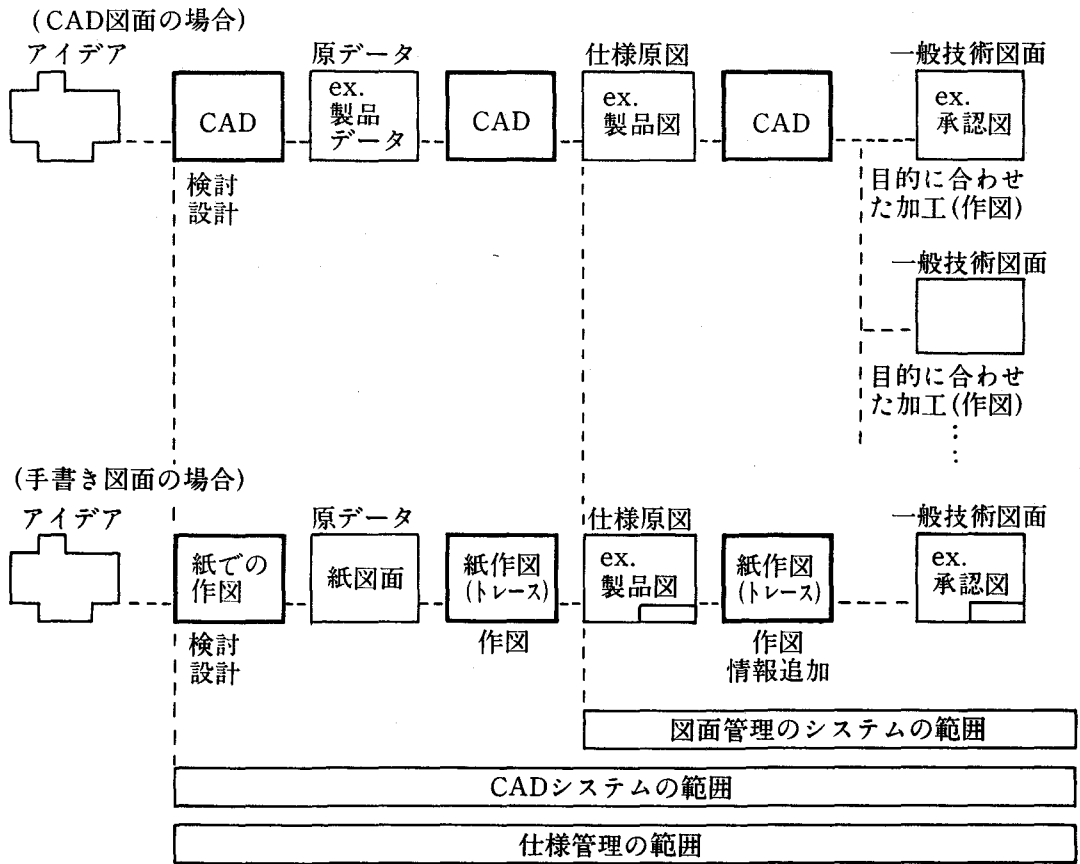 (CAD図面の場合)
アイデア
原データ
仕様原図
一般技術図面
CAD
ex.
製品
データ
CAD
ex.
製品図
CAD
ex.
承認図
検討
設計
目的に合わせ
た加工(作図)
一般技術図面
目的に合わせ
た加工(作図)
(手書き図面の場合)
アイデア
原データ
仕様原図
一般技術図面
紙での
作図
紙図面
紙作図
(トレース)
ex.
製品図
紙作図
(トレース)
ex.
承認図
検討
設計
作図
作図
情報追加
図面管理のシステムの範囲
CADシステムの範囲
仕様管理の範囲